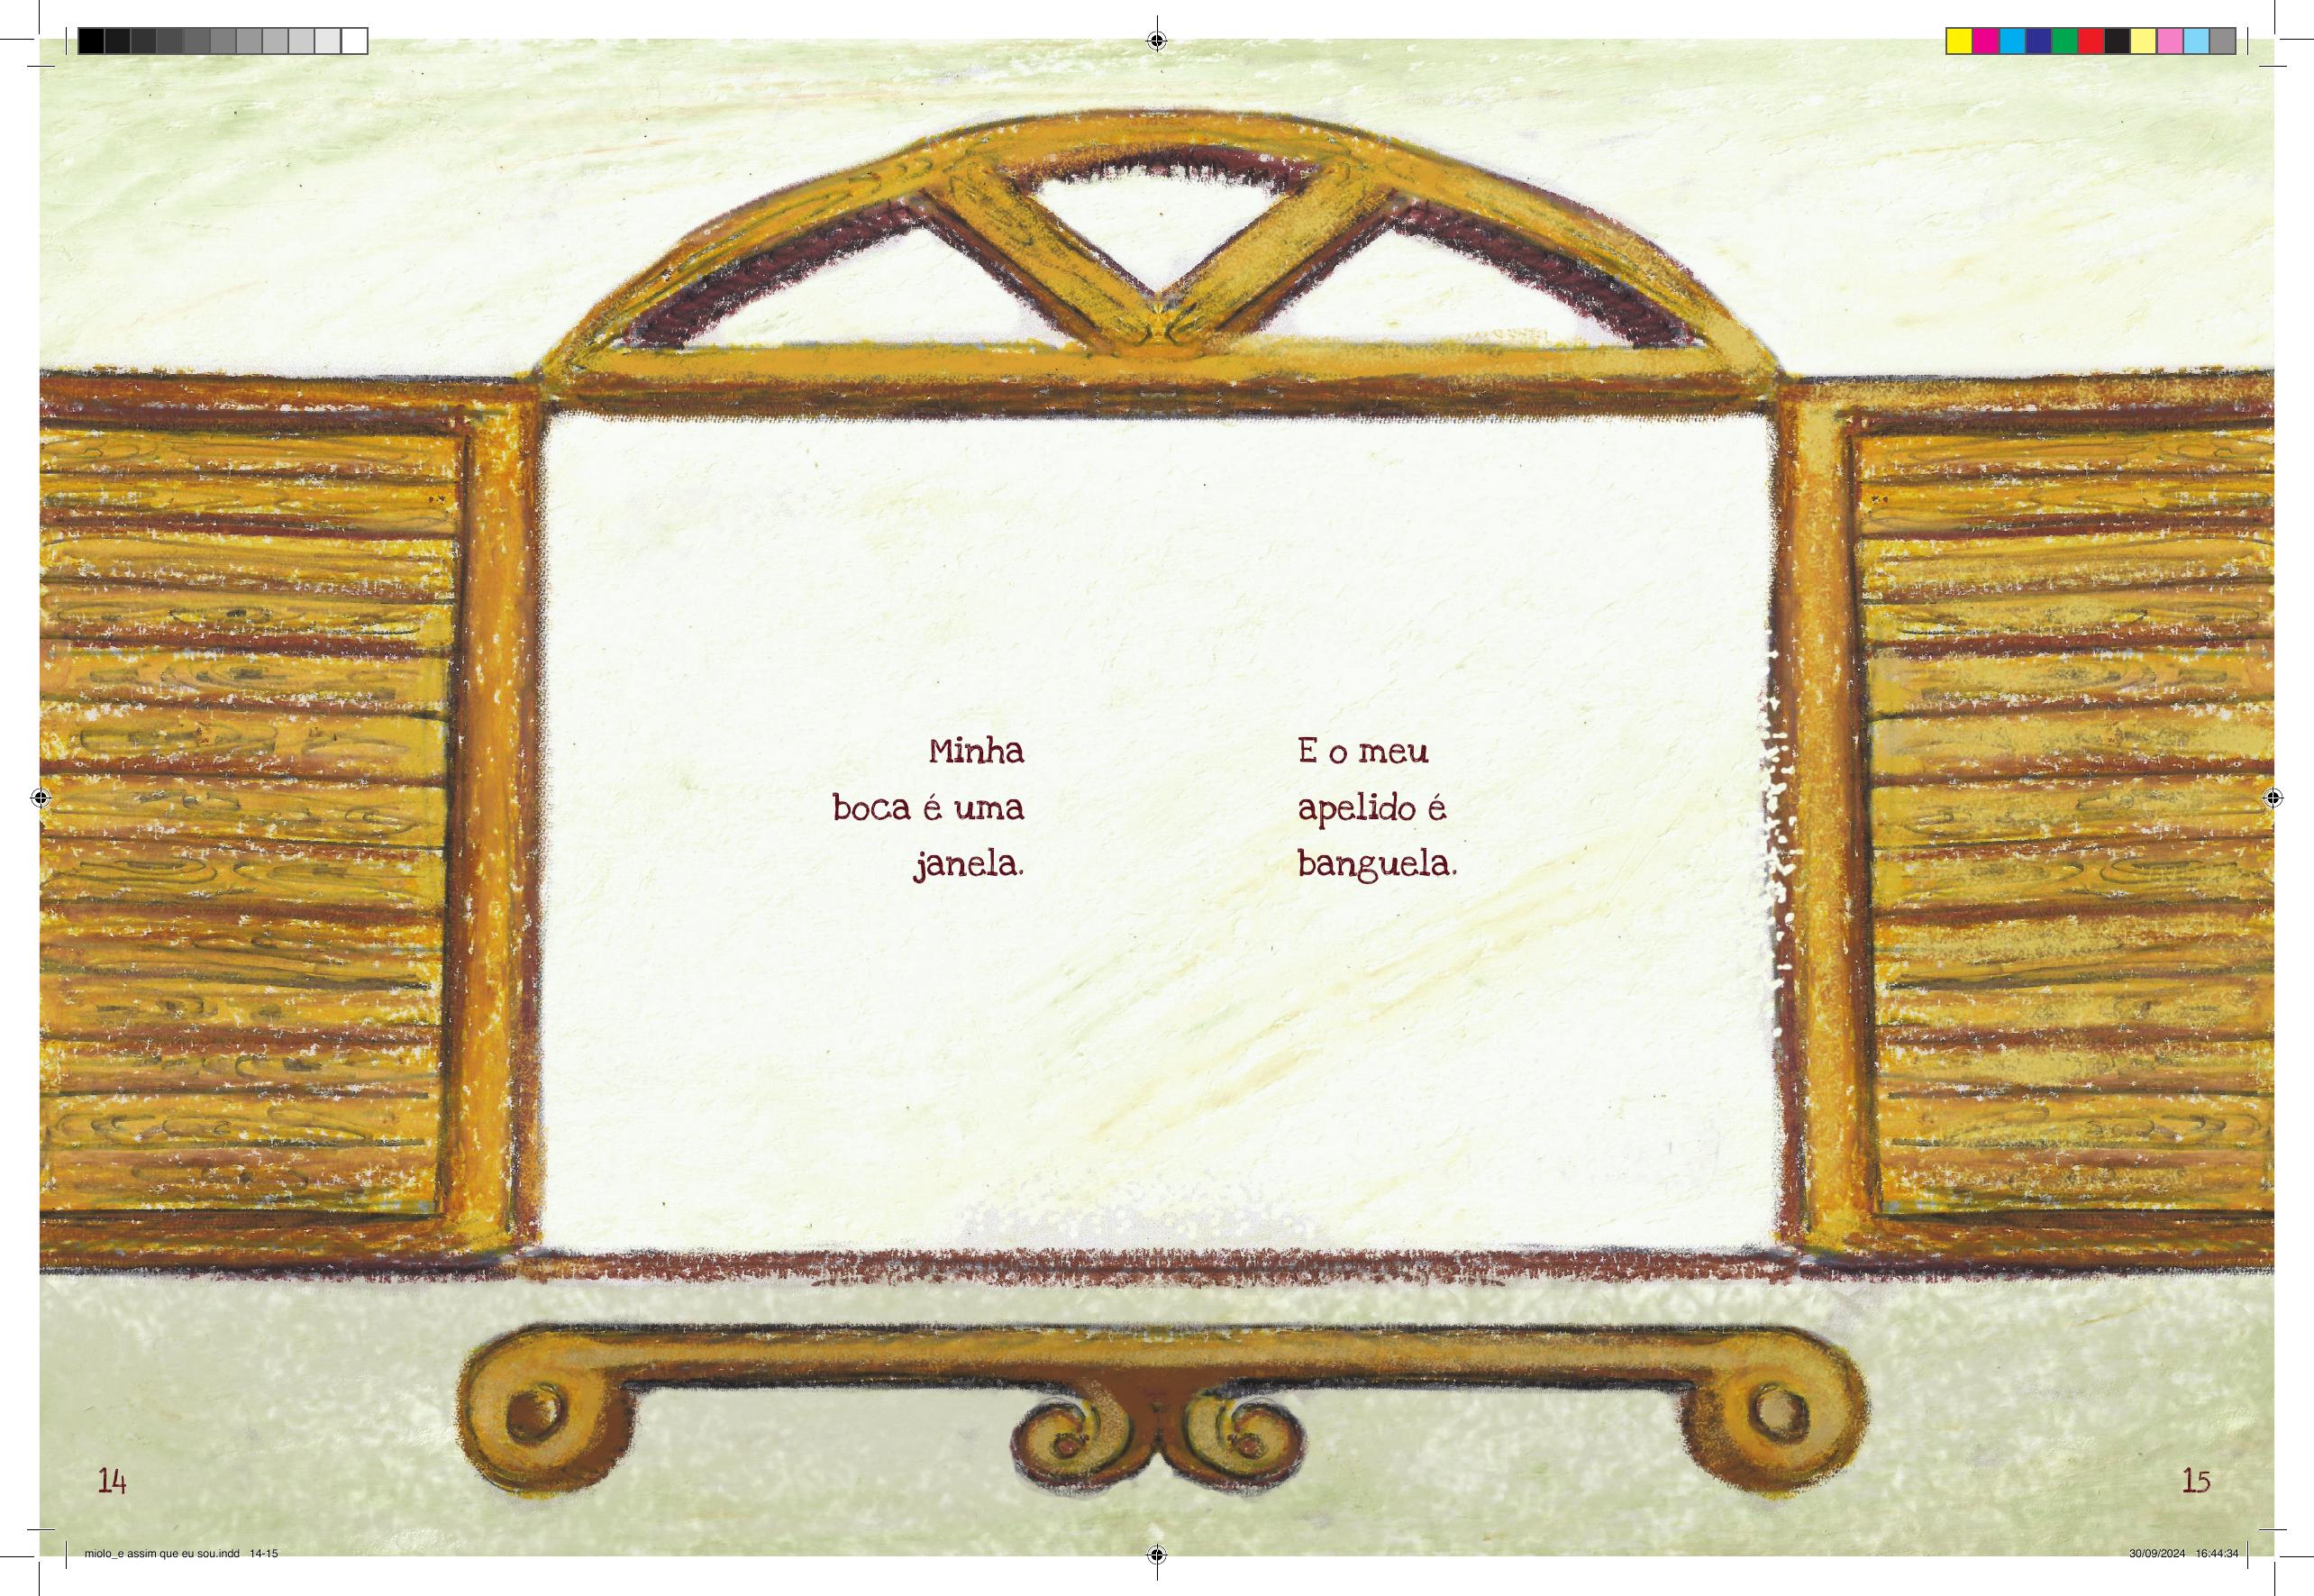 Minha
boca é uma
janela.
E o meu
apelido é
banguela.
14
15
miolo_e assim que eu sou.indd   14-15
30/09/2024   16:44:34